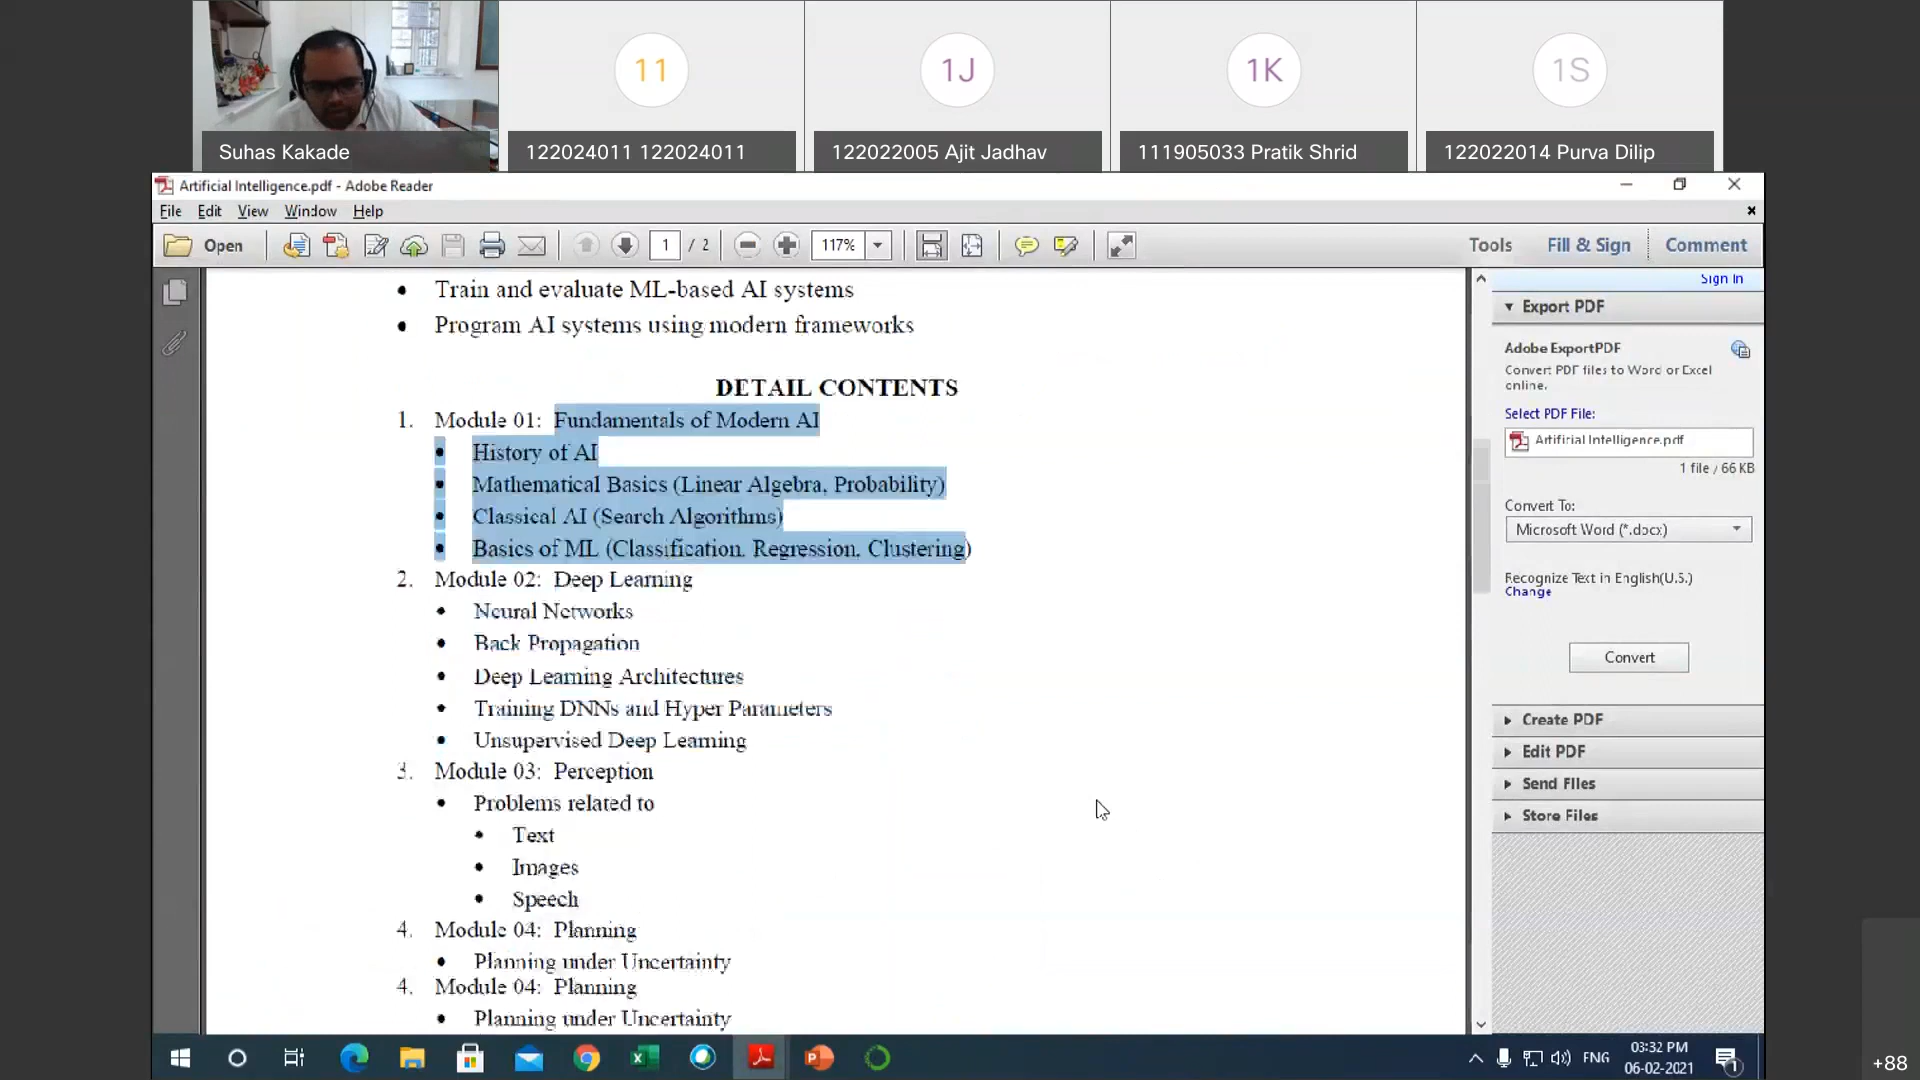 11
1J
1K
1S
Suhas Kakade
122024011 122024011
122022005 Ajit Jadhav
111905033 Pratik Shrid
122022014 Purva Dilip
Artificial Intelligence.pdf - Adobe Reader
File Edit View Window Help
Open
1 / 2
117%
Tools
Fill & Sign
Comment
• Train and evaluate ML-based AI systems
• Program AI systems using modern frameworks
DETAIL CONTENTS
1. Module 01: Fundamentals of Modern AI
• History of AI
• Mathematical Basics (Linear Algebra, Probability)
• Classical AI (Search Algorithms)
• Basics of ML (Classification, Regression, Clustering)
2. Module 02: Deep Learning
• Neural Networks
• Back Propagation
• Deep Learning Architectures
• Training DNNs and Hyper Parameters
• Unsupervised Deep Learning
3. Module 03: Perception
• Problems related to
• Text
• Images
• Speech
4. Module 04: Planning
• Planning under Uncertainty
4. Module 04: Planning
• Planning under Uncertainty
Sign In
Export PDF
Adobe ExportPDF
Convert PDF files to Word or Excel
online.
Select PDF File:
Artificial Intelligence.pdf
1 file / 66 KB
Convert To:
Microsoft Word (*.docx)
Recognize Text in English(U.S.)
Change
Convert
Create PDF
Edit PDF
Send Files
Store Files
ENG
03:32 PM
06-02-2021
1
+88